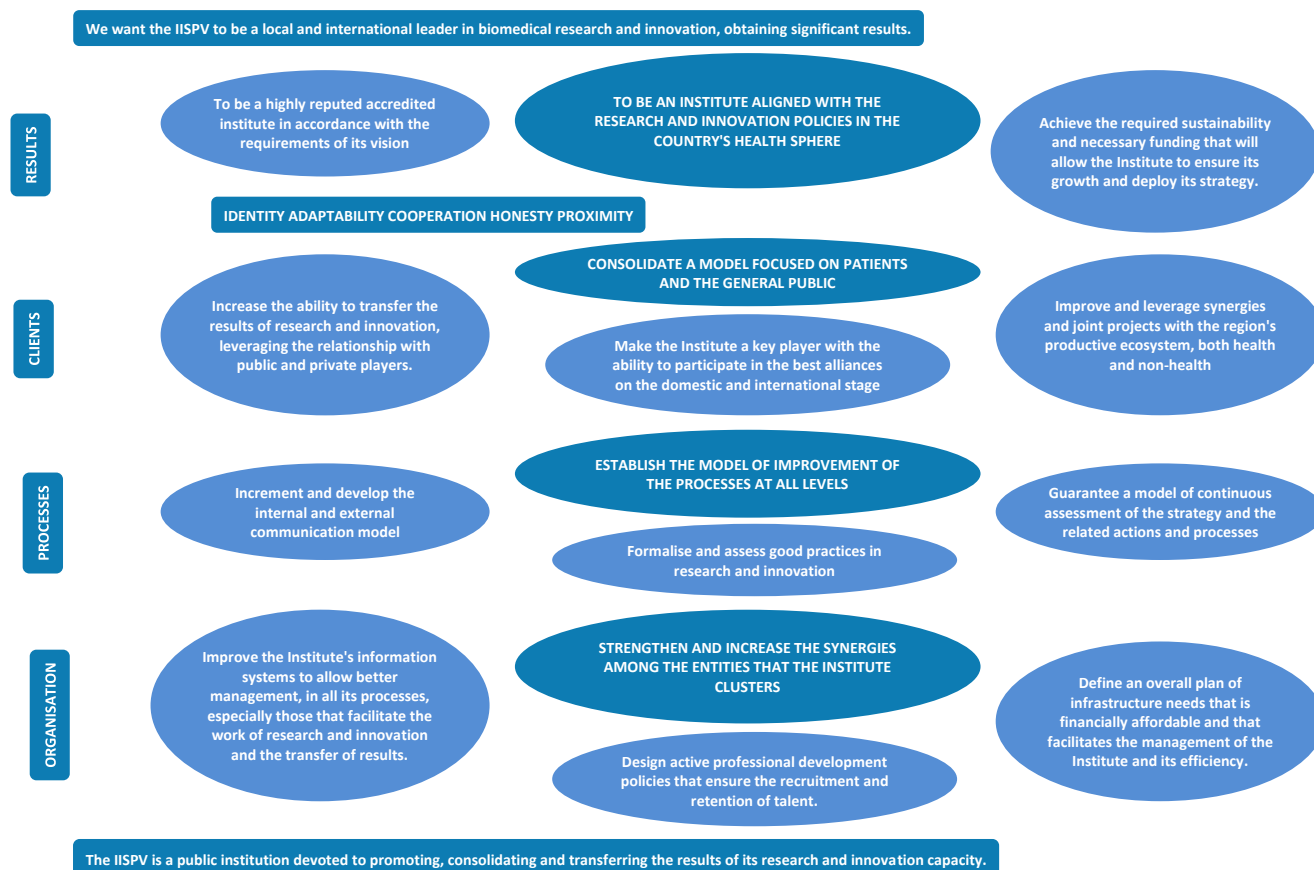 We want the IISPV to be a local and international leader in biomedical research and innovation, obtaining significant results.
RESULTS
To be a highly reputed accredited
institute in accordance with the
requirements of its vision
TO BE AN INSTITUTE ALIGNED WITH THE
RESEARCH AND INNOVATION POLICIES IN THE
COUNTRY'S HEALTH SPHERE
Achieve the required sustainability
and necessary funding that will
allow the Institute to ensure its
growth and deploy its strategy.
IDENTITY ADAPTABILITY COOPERATION HONESTY PROXIMITY
CLIENTS
Increase the ability to transfer the
results of research and innovation,
leveraging the relationship with
public and private players.
CONSOLIDATE A MODEL FOCUSED ON PATIENTS
AND THE GENERAL PUBLIC
Make the Institute a key player with the
ability to participate in the best alliances
on the domestic and international stage
Improve and leverage synergies
and joint projects with the region's
productive ecosystem, both health
and non-health
PROCESSES
Increment and develop the
internal and external
communication model
ESTABLISH THE MODEL OF IMPROVEMENT OF
THE PROCESSES AT ALL LEVELS
Formalise and assess good practices in
research and innovation
Guarantee a model of continuous
assessment of the strategy and the
related actions and processes
ORGANISATION
Improve the Institute's information
systems to allow better
management, in all its processes,
especially those that facilitate the
work of research and innovation
and the transfer of results.
STRENGTHEN AND INCREASE THE SYNERGIES
AMONG THE ENTITIES THAT THE INSTITUTE
CLUSTERS
Design active professional development
policies that ensure the recruitment and
retention of talent.
Define an overall plan of
infrastructure needs that is
financially affordable and that
facilitates the management of the
Institute and its efficiency.
The IISPV is a public institution devoted to promoting, consolidating and transferring the results of its research and innovation capacity.